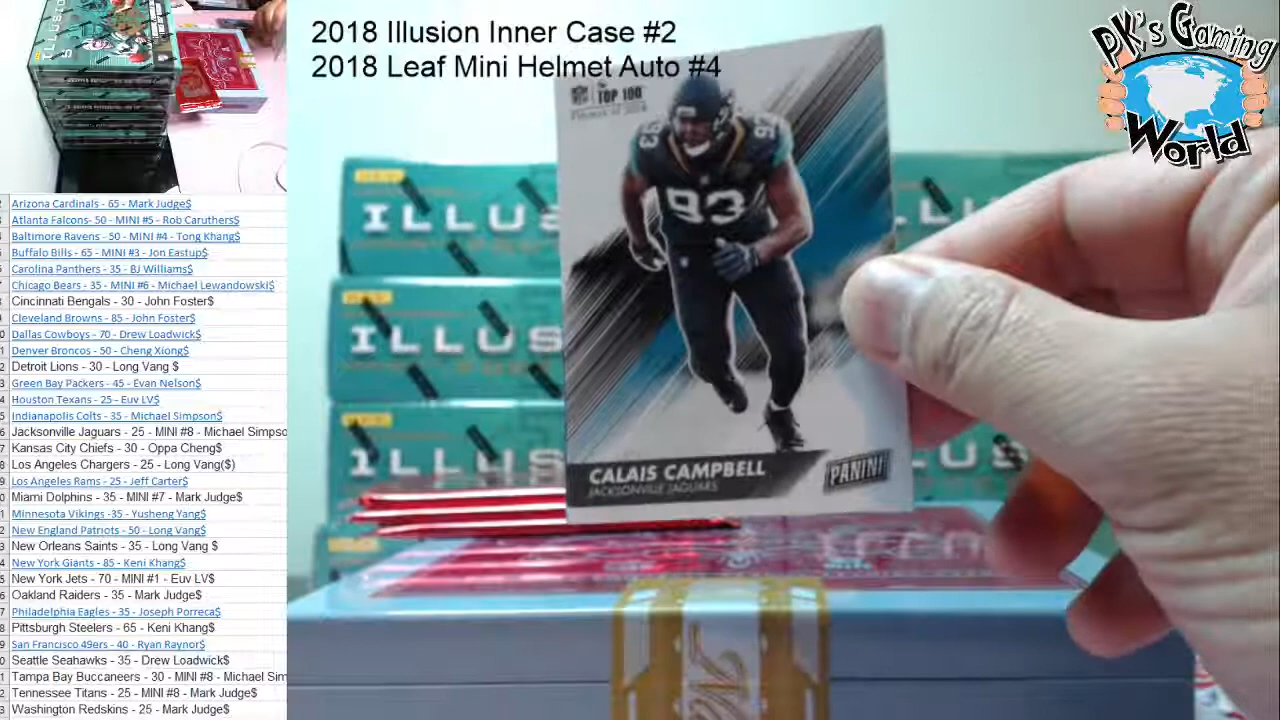 2018 Illusion Inner Case #2
2018 Leaf Mini Helmet Auto #4
PK's Gaming
World
TOP 100
93
93
93
CALAIS CAMPBELL
JACKSONVILLE JAGUARS
PANINI
ILLUS
ILLUS
ILLUS
Arizona Cardinals - 65 - Mark Judge$
Atlanta Falcons- 50 - MINI #5 - Rob Caruthers$
Baltimore Ravens - 50 - MINI #4 - Tong Khang$
Buffalo Bills - 65 - MINI #3 - Jon Eastup$
Carolina Panthers - 35 - BJ Williams$
Chicago Bears - 35 - MINI #6 - Michael Lewandowski$
Cincinnati Bengals - 30 - John Foster$
Cleveland Browns - 85 - John Foster$
Dallas Cowboys - 70 - Drew Loadwick$
Denver Broncos - 50 - Cheng Xiong$
Detroit Lions - 30 - Long Vang $
Green Bay Packers - 45 - Evan Nelson$
Houston Texans - 25 - Euv LV$
Indianapolis Colts - 35 - Michael Simpson$
Jacksonville Jaguars - 25 - MINI #8 - Michael Simpso
Kansas City Chiefs - 30 - Oppa Cheng$
Los Angeles Chargers - 25 - Long Vang($)
Los Angeles Rams - 25 - Jeff Carter$
Miami Dolphins - 35 - MINI #7 - Mark Judge$
Minnesota Vikings -35 - Yusheng Yang$
New England Patriots - 50 - Long Vang$
New Orleans Saints - 35 - Long Vang $
New York Giants - 85 - Keni Khang$
New York Jets - 70 - MINI #1 - Euv LV$
Oakland Raiders - 35 - Mark Judge$
Philadelphia Eagles - 35 - Joseph Porreca$
Pittsburgh Steelers - 65 - Keni Khang$
San Francisco 49ers - 40 - Ryan Raynor$
Seattle Seahawks - 35 - Drew Loadwick$
Tampa Bay Buccaneers - 30 - MINI #8 - Michael Sim
Tennessee Titans - 25 - MINI #8 - Mark Judge$
Washington Redskins - 25 - Mark Judge$